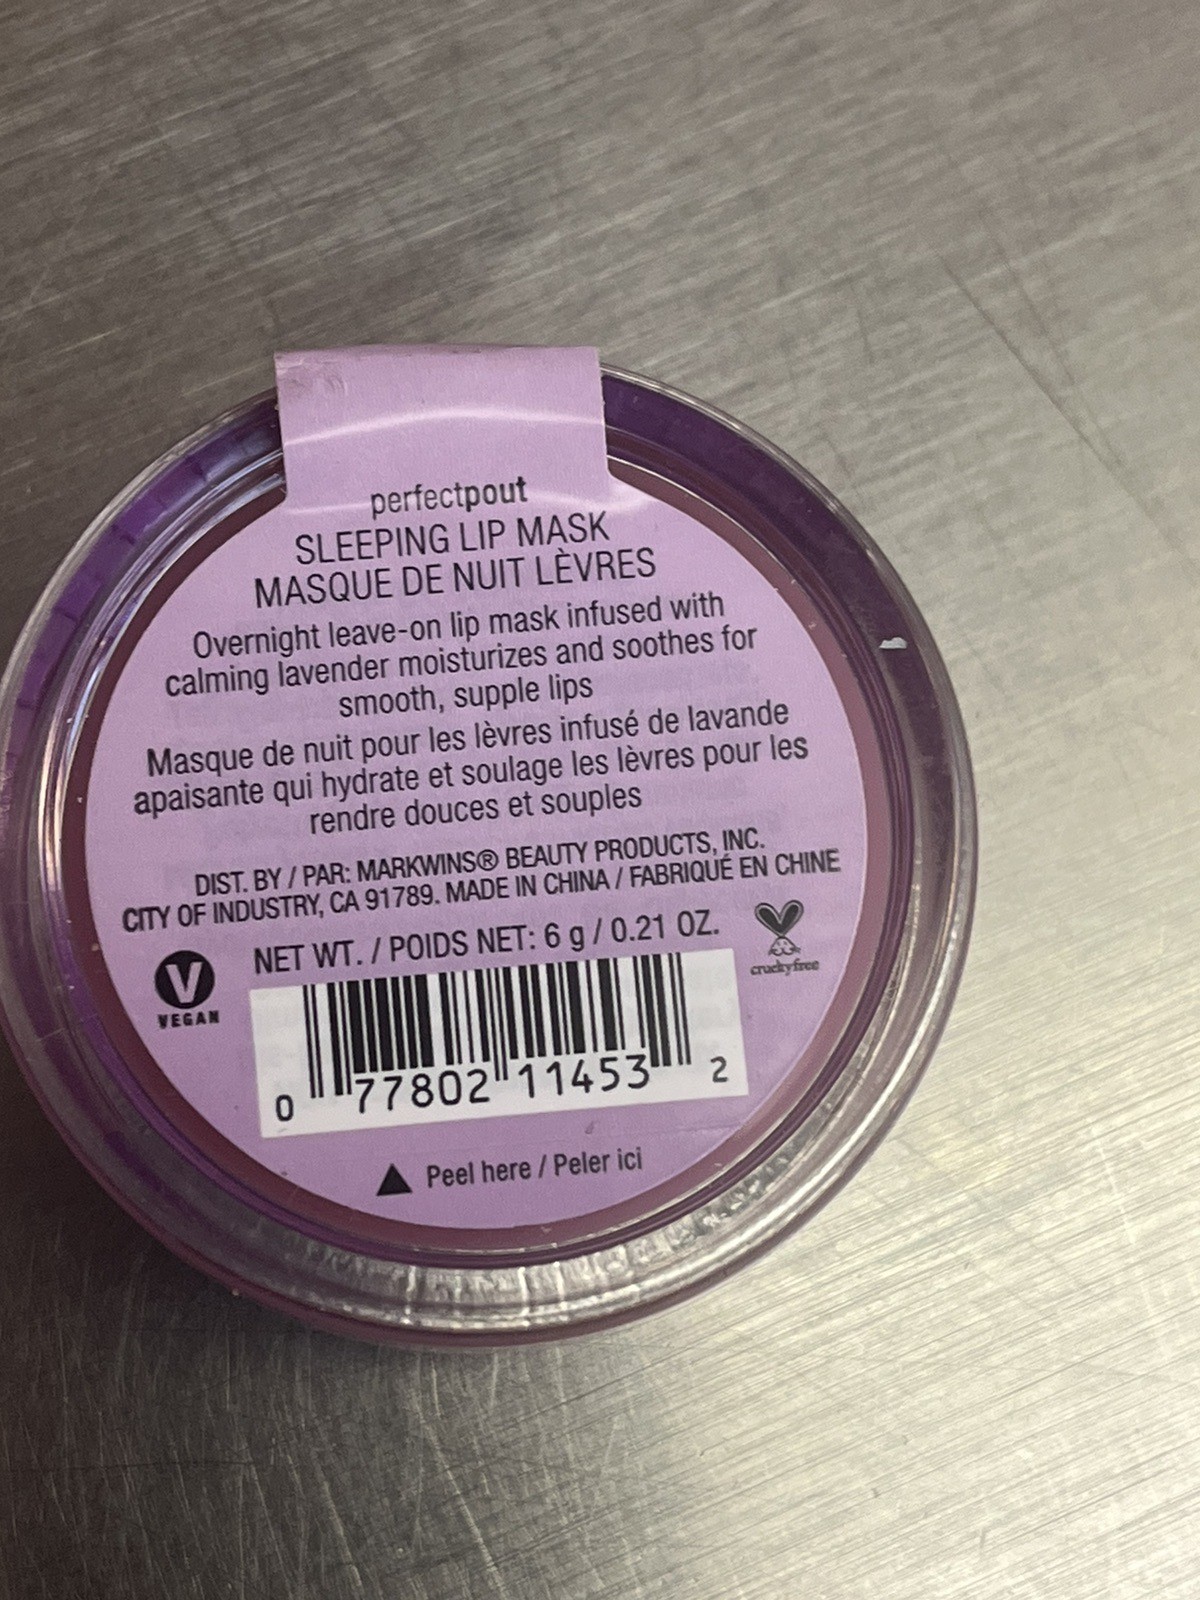 perfectpout
SLEEPING LIP MASK
MASQUE DE NUIT LÈVRES
Overnight leave-on lip mask infused with
calming lavender moisturizes and soothes for
smooth, supple lips
Masque de nuit pour les lèvres infusé de lavande
apaisante qui hydrate et soulage les lèvres pour les
rendre douces et souples
DIST. BY / PAR: MARKWINS® BEAUTY PRODUCTS, INC.
CITY OF INDUSTRY, CA 91789. MADE IN CHINA / FABRIQUÉ EN CHINE
NET WT. / POIDS NET: 6 g / 0.21 OZ.
V
VEGAN
crueltyfree
0 77802 11453 2
▲ Peel here / Peler ici